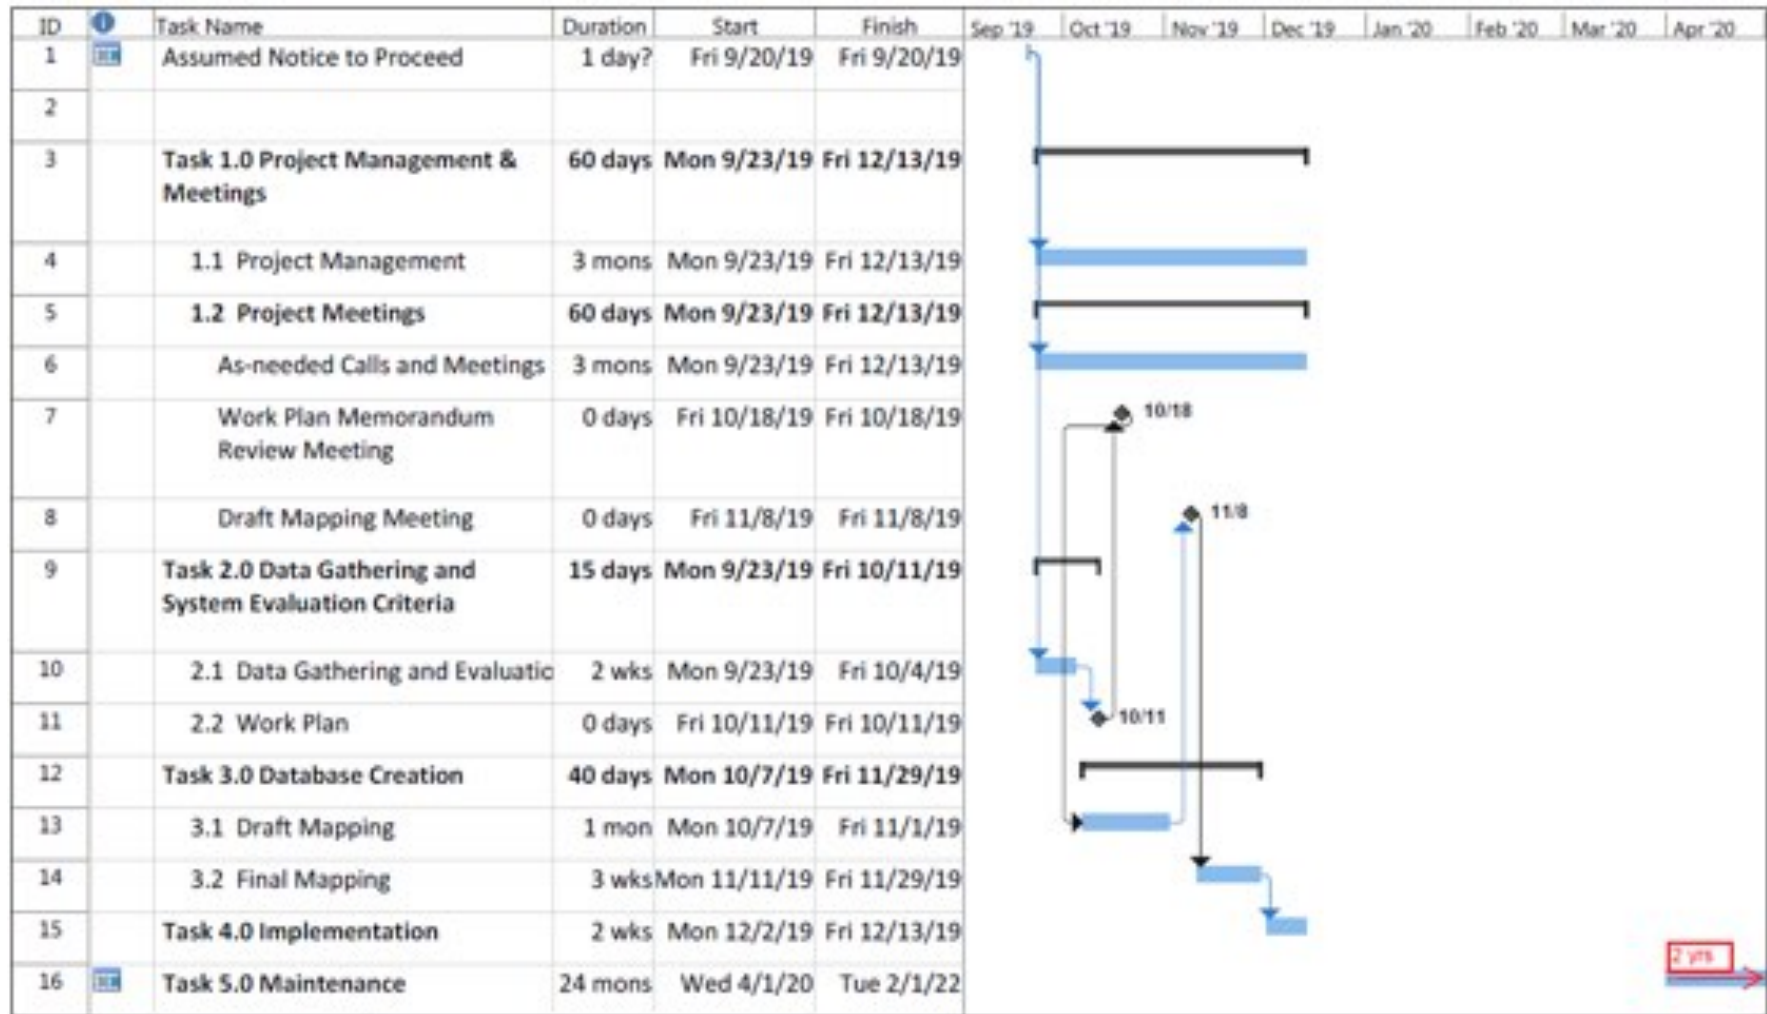 ID Task Name Duration Start Finish Sep '19 Oct '19 Nov '19 Dec '19 Jan '20 Feb '20 Mar '20 Apr '20
1 Assumed Notice to Proceed 1 day? Fri 9/20/19 Fri 9/20/19
2
3 Task 1.0 Project Management & 60 days Mon 9/23/19 Fri 12/13/19
Meetings
4 1.1 Project Management 3 mons Mon 9/23/19 Fri 12/13/19
5 1.2 Project Meetings 60 days Mon 9/23/19 Fri 12/13/19
6 As-needed Calls and Meetings 3 mons Mon 9/23/19 Fri 12/13/19
7 Work Plan Memorandum 0 days Fri 10/18/19 Fri 10/18/19 10/18
Review Meeting
8 Draft Mapping Meeting 0 days Fri 11/8/19 Fri 11/8/19 11/8
9 Task 2.0 Data Gathering and 15 days Mon 9/23/19 Fri 10/11/19
System Evaluation Criteria
10 2.1 Data Gathering and Evaluatic 2 wks Mon 9/23/19 Fri 10/4/19
11 2.2 Work Plan 0 days Fri 10/11/19 Fri 10/11/19 10/11
12 Task 3.0 Database Creation 40 days Mon 10/7/19 Fri 11/29/19
13 3.1 Draft Mapping 1 mon Mon 10/7/19 Fri 11/1/19
14 3.2 Final Mapping 3 wks Mon 11/11/19 Fri 11/29/19
15 Task 4.0 Implementation 2 wks Mon 12/2/19 Fri 12/13/19
2 yrs
16 Task 5.0 Maintenance 24 mons Wed 4/1/20 Tue 2/1/22